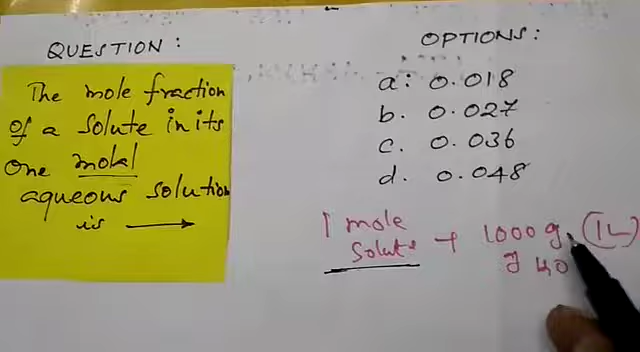 QUESTION :
The mole fraction
of a solute in its
one molal
aqueous solution
is
OPTIONS :
a: 0.018
b. 0.027
c. 0.036
d. 0.048
1 mole
Solute + 1000 g (1L)